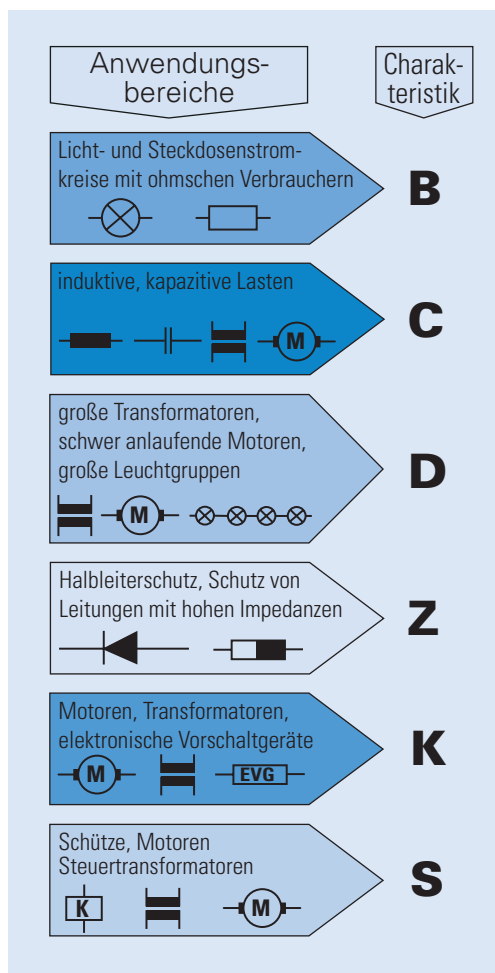 Anwendungs-
bereiche
Charak-
teristik
Licht- und Steckdosenstrom-
kreise mit ohmschen Verbrauchern
B
induktive, kapazitive Lasten
M
C
große Transformatoren,
schwer anlaufende Motoren,
große Leuchtgruppen
M
D
Halbleiterschutz, Schutz von
Leitungen mit hohen Impedanzen
Z
Motoren, Transformatoren,
elektronische Vorschaltgeräte
M EVG
K
Schütze, Motoren
Steuertransformatoren
K M
S